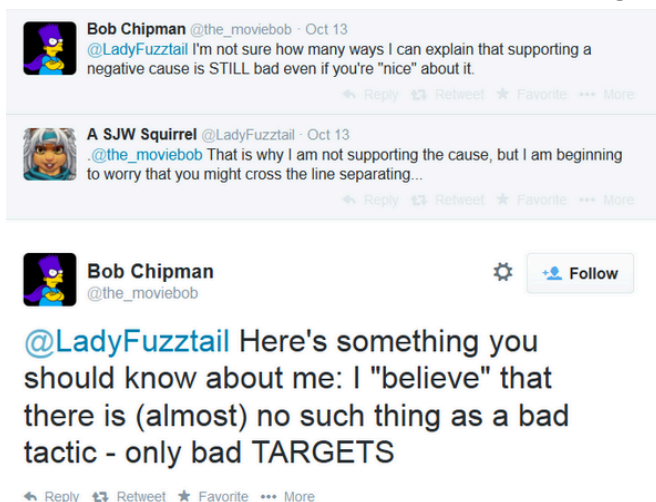 Bob Chipman @the_moviebob · Oct 13
@LadyFuzztail I'm not sure how many ways I can explain that supporting a
negative cause is STILL bad even if you're "nice" about it.
Reply Retweet Favorite More
A SJW Squirrel @LadyFuzztail · Oct 13
.@the_moviebob That is why I am not supporting the cause, but I am beginning
to worry that you might cross the line separating...
Reply Retweet Favorite More
Bob Chipman
@the_moviebob
Follow
@LadyFuzztail Here's something you
should know about me: I "believe" that
there is (almost) no such thing as a bad
tactic - only bad TARGETS
Reply Retweet Favorite More